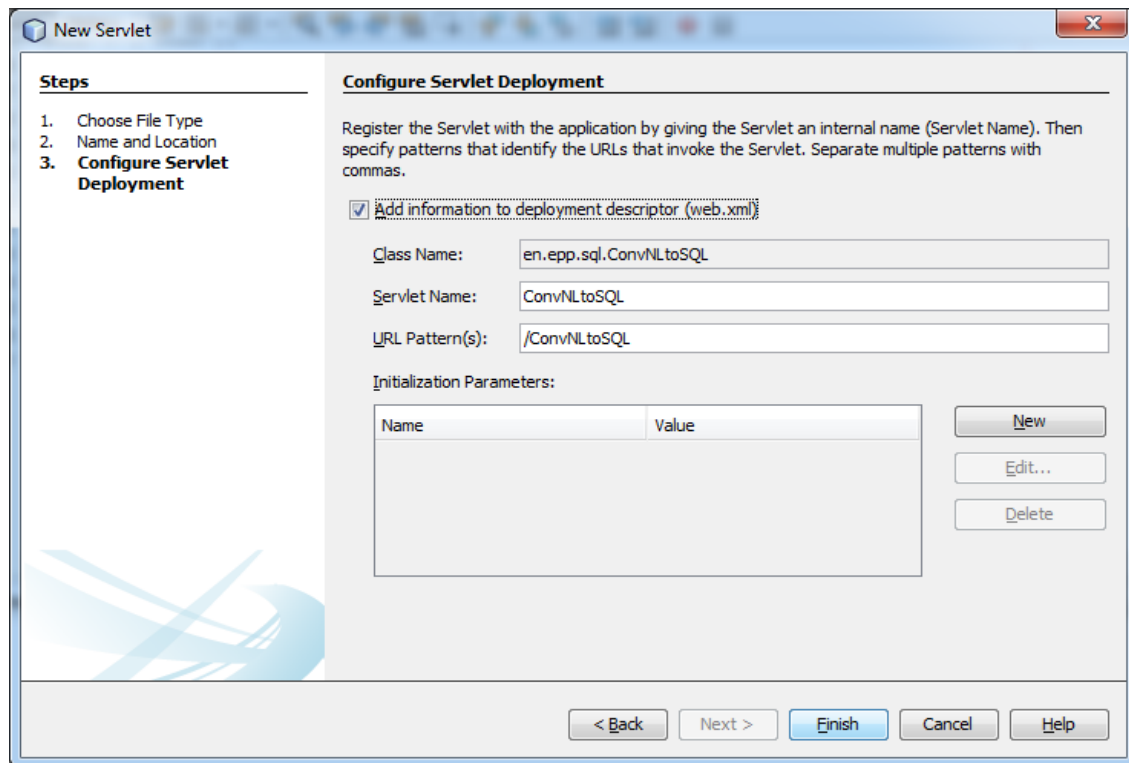 New Servlet
Steps
1. Choose File Type
2. Name and Location
3. Configure Servlet
Deployment
Configure Servlet Deployment
Register the Servlet with the application by giving the Servlet an internal name (Servlet Name). Then
specify patterns that identify the URLs that invoke the Servlet. Separate multiple patterns with
commas.
Add information to deployment descriptor (web.xml)
Class Name: en.epp.sql.ConvNLtoSQL
Servlet Name: ConvNLtoSQL
URL Pattern(s): /ConvNLtoSQL
Initialization Parameters:
Name Value
New
Edit...
Delete
< Back Next > Finish Cancel Help